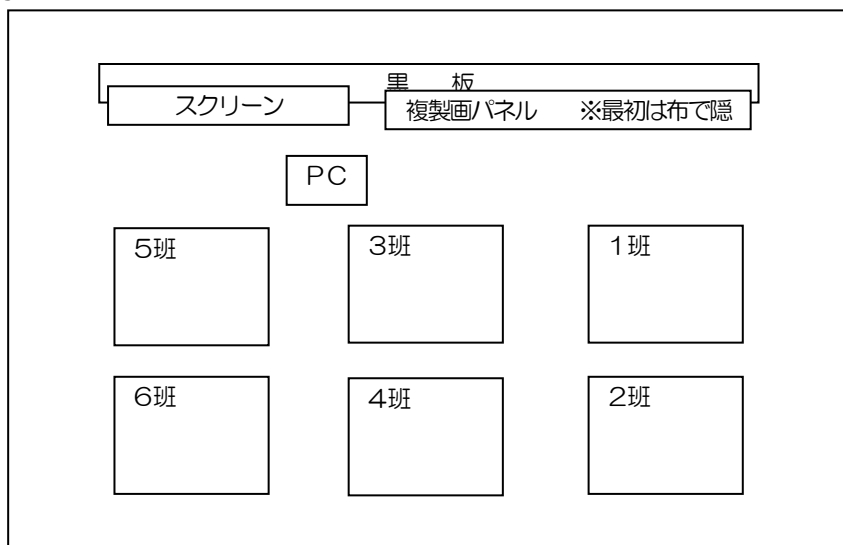 黒　板
スクリーン
複製画パネル　※最初は布で隠
ＰＣ
５班
３班
１班
６班
４班
２班